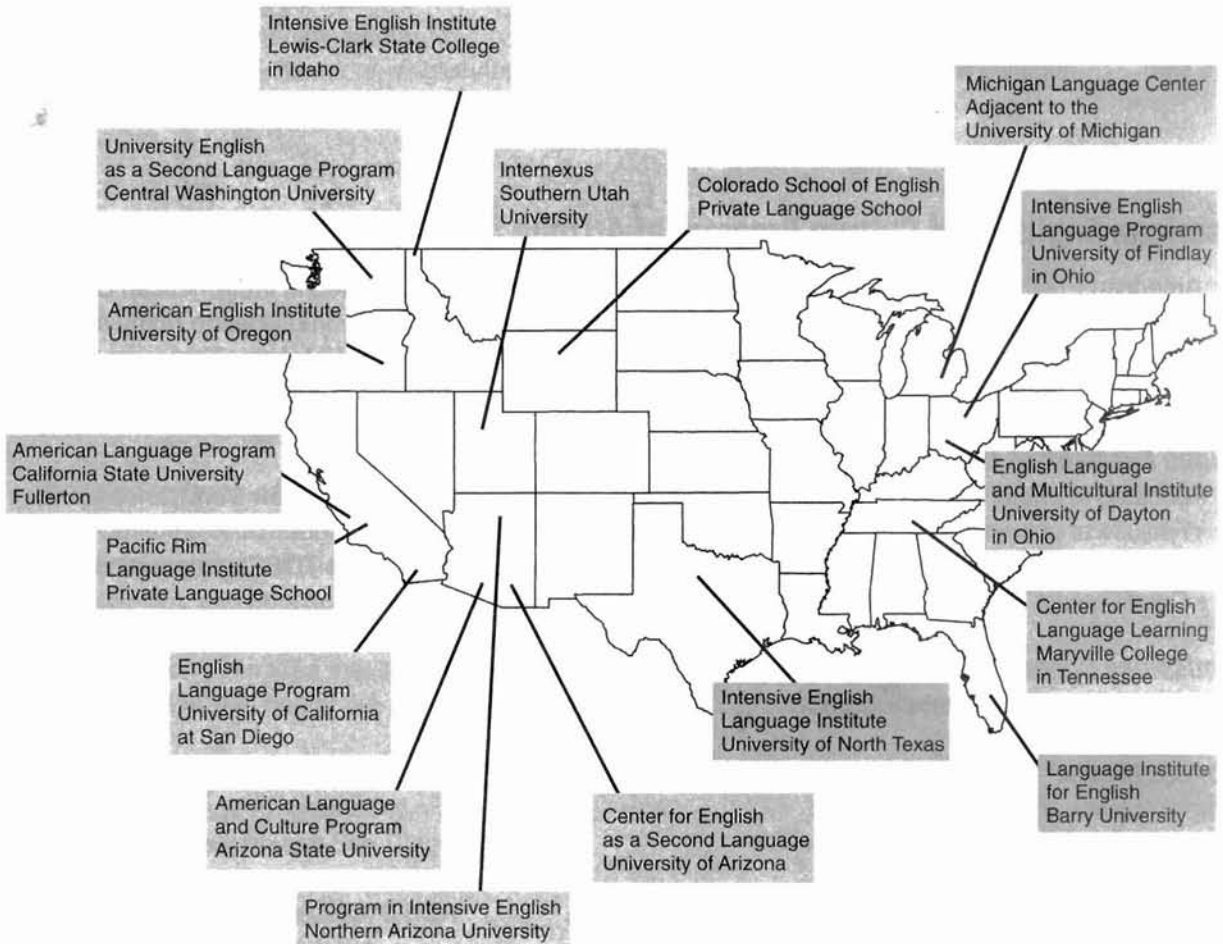 Intensive English Institute
Lewis-Clark State College
in Idaho
Michigan Language Center
Adjacent to the
University of Michigan
University English
as a Second Language Program
Central Washington University
Internexus
Southern Utah
University
Colorado School of English
Private Language School
Intensive English
Language Program
University of Findlay
in Ohio
American English Institute
University of Oregon
American Language Program
California State University
Fullerton
English Language
and Multicultural Institute
University of Dayton
in Ohio
Pacific Rim
Language Institute
Private Language School
Center for English
Language Learning
Maryville College
in Tennessee
English
Language Program
University of California
at San Diego
Intensive English
Language Institute
University of North Texas
Language Institute
for English
Barry University
American Language
and Culture Program
Arizona State University
Center for English
as a Second Language
University of Arizona
Program in Intensive English
Northern Arizona University